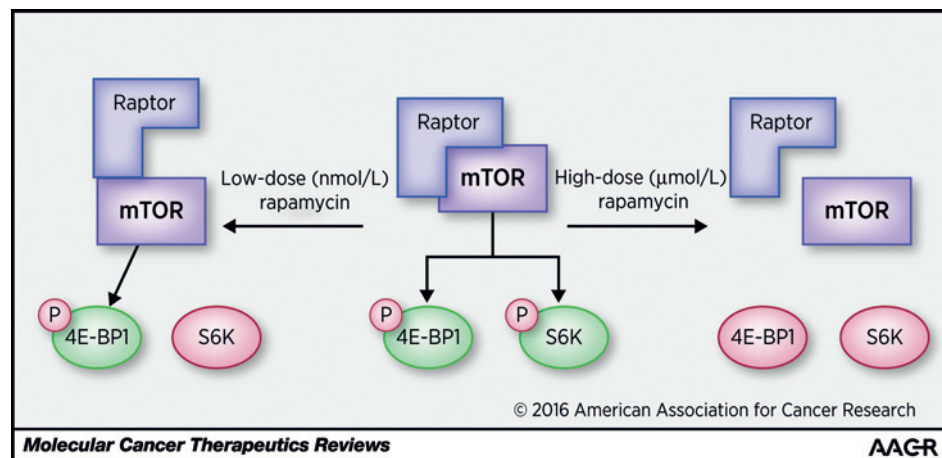 Raptor
mTOR
P
4E-BP1
S6K
Low-dose (nmol/L)
rapamycin
Raptor
mTOR
P
4E-BP1
P
S6K
High-dose (μmol/L)
rapamycin
Raptor
mTOR
4E-BP1
S6K
© 2016 American Association for Cancer Research
Molecular Cancer Therapeutics Reviews
AACR